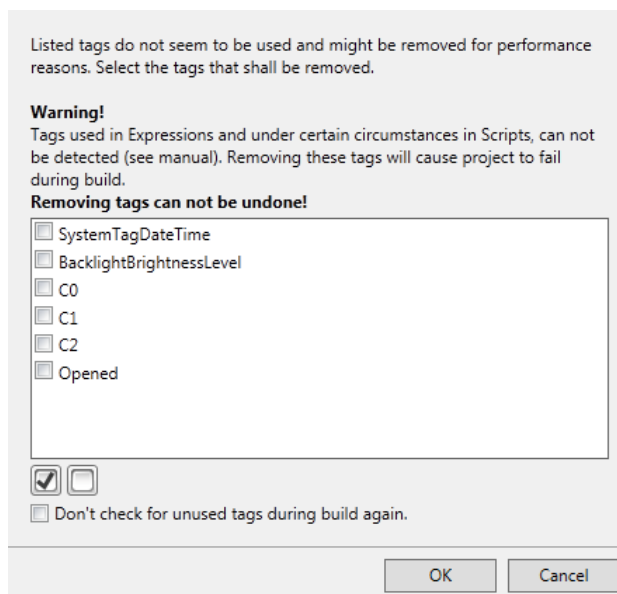 Listed tags do not seem to be used and might be removed for performance
reasons. Select the tags that shall be removed.
Warning!
Tags used in Expressions and under certain circumstances in Scripts, can not
be detected (see manual). Removing these tags will cause project to fail
during build.
Removing tags can not be undone!
SystemTagDateTime
BacklightBrightnessLevel
C0
C1
C2
Opened
Don't check for unused tags during build again.
OK
Cancel